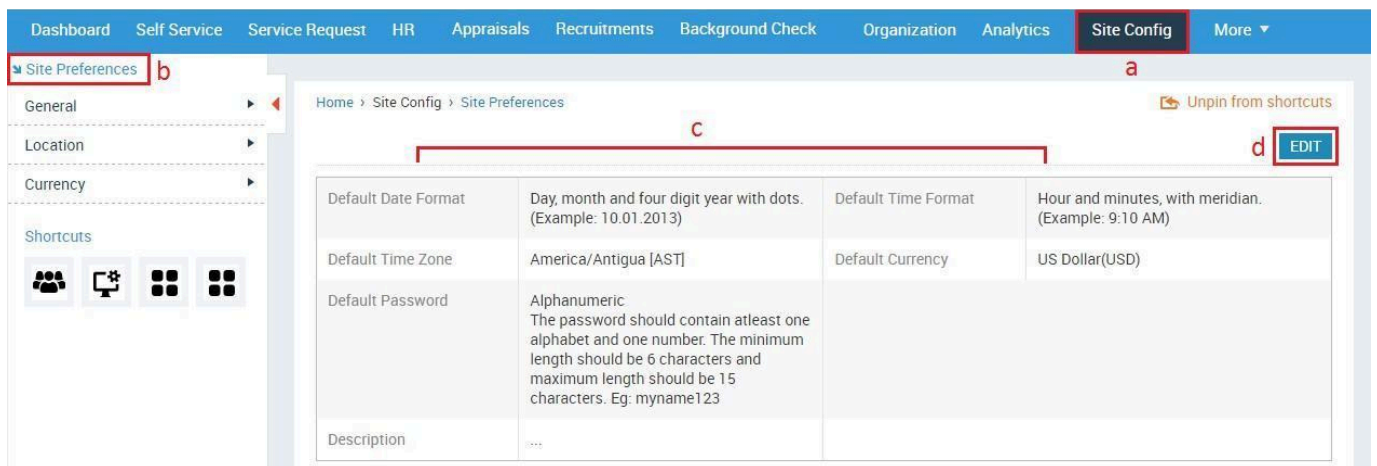 Dashboard Self Service Service Request HR Appraisals Recruitments Background Check Organization Analytics Site Config More
a
Site Preferences b
General
Location
Currency
Shortcuts
Home › Site Config › Site Preferences
Unpin from shortcuts
c
d EDIT
Default Date Format
Day, month and four digit year with dots.
(Example: 10.01.2013)
Default Time Format
Hour and minutes, with meridian.
(Example: 9:10 AM)
Default Time Zone
America/Antigua [AST]
Default Currency
US Dollar(USD)
Default Password
Alphanumeric
The password should contain atleast one
alphabet and one number. The minimum
length should be 6 characters and
maximum length should be 15
characters. Eg: myname123
Description
...